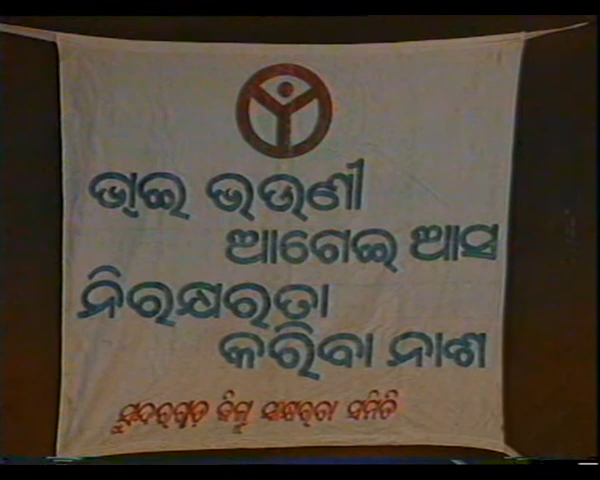 ଭାଇ ଭଉଣୀ
ଆଗେଇ ଆସ
ନିରକ୍ଷରତା
କରିବା ନାଶ
ସୁନ୍ଦରଗଡ଼ ଜିଲ୍ଲା ସାକ୍ଷରତା ସମିତି